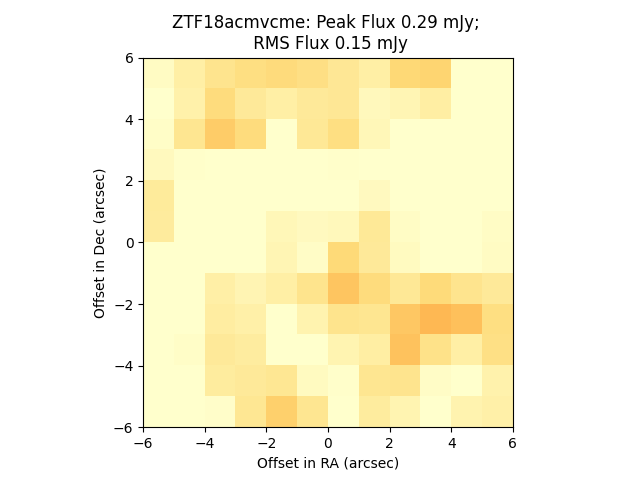 ZTF18acmvcme: Peak Flux 0.29 mJy;
RMS Flux 0.15 mJy
6
4
2
0
−2
−4
−6
Offset in Dec (arcsec)
−6 −4 −2 0 2 4 6
Offset in RA (arcsec)